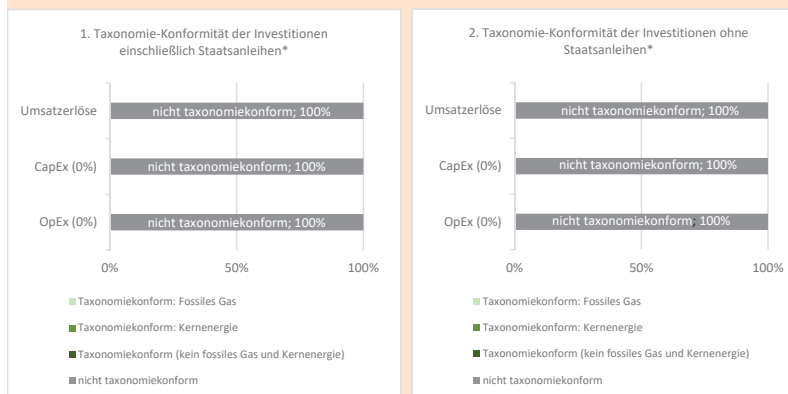 1. Taxonomie-Konformität der Investitionen
einschließlich Staatsanleihen*
Umsatzerlöse
nicht taxonomiekonform; 100%
CapEx (0%)
nicht taxonomiekonform; 100%
OpEx (0%)
nicht taxonomiekonform; 100%
0%
50%
100%
Taxonomiekonform: Fossiles Gas
Taxonomiekonform: Kernenergie
Taxonomiekonform (kein fossiles Gas und Kernenergie)
nicht taxonomiekonform
2. Taxonomie-Konformität der Investitionen ohne
Staatsanleihen*
Umsatzerlöse
nicht taxonomiekonform; 100%
CapEx (0%)
nicht taxonomiekonform; 100%
OpEx (0%)
nicht taxonomiekonform; 100%
0%
50%
100%
Taxonomiekonform: Fossiles Gas
Taxonomiekonform: Kernenergie
Taxonomiekonform (kein fossiles Gas und Kernenergie)
nicht taxonomiekonform